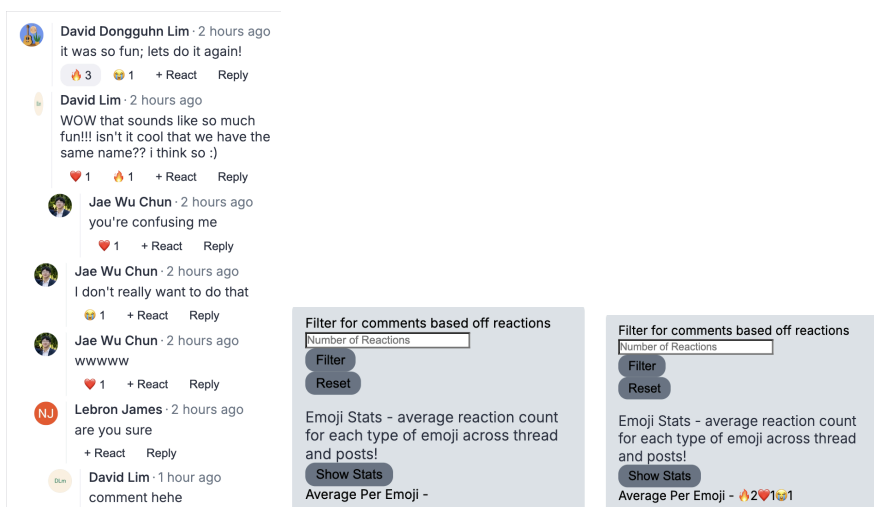 David Dongguhn Lim · 2 hours ago
it was so fun; lets do it again!
🔥 3 😭 1 + React Reply
David Lim · 2 hours ago
WOW that sounds like so much
fun!!! isn't it cool that we have the
same name?? i think so :)
❤️ 1 🔥 1 + React Reply
Jae Wu Chun · 2 hours ago
you're confusing me
❤️ 1 + React Reply
Jae Wu Chun · 2 hours ago
I don't really want to do that
😭 1 + React Reply
Jae Wu Chun · 2 hours ago
wwwww
❤️ 1 + React Reply
NJ
Lebron James · 2 hours ago
are you sure
+ React Reply
DLim
David Lim · 1 hour ago
comment hehe
Filter for comments based off reactions
Number of Reactions
Filter
Reset
Emoji Stats - average reaction count
for each type of emoji across thread
and posts!
Show Stats
Average Per Emoji -
Filter for comments based off reactions
Number of Reactions
Filter
Reset
Emoji Stats - average reaction count
for each type of emoji across thread
and posts!
Show Stats
Average Per Emoji - 🔥2❤️1😭1